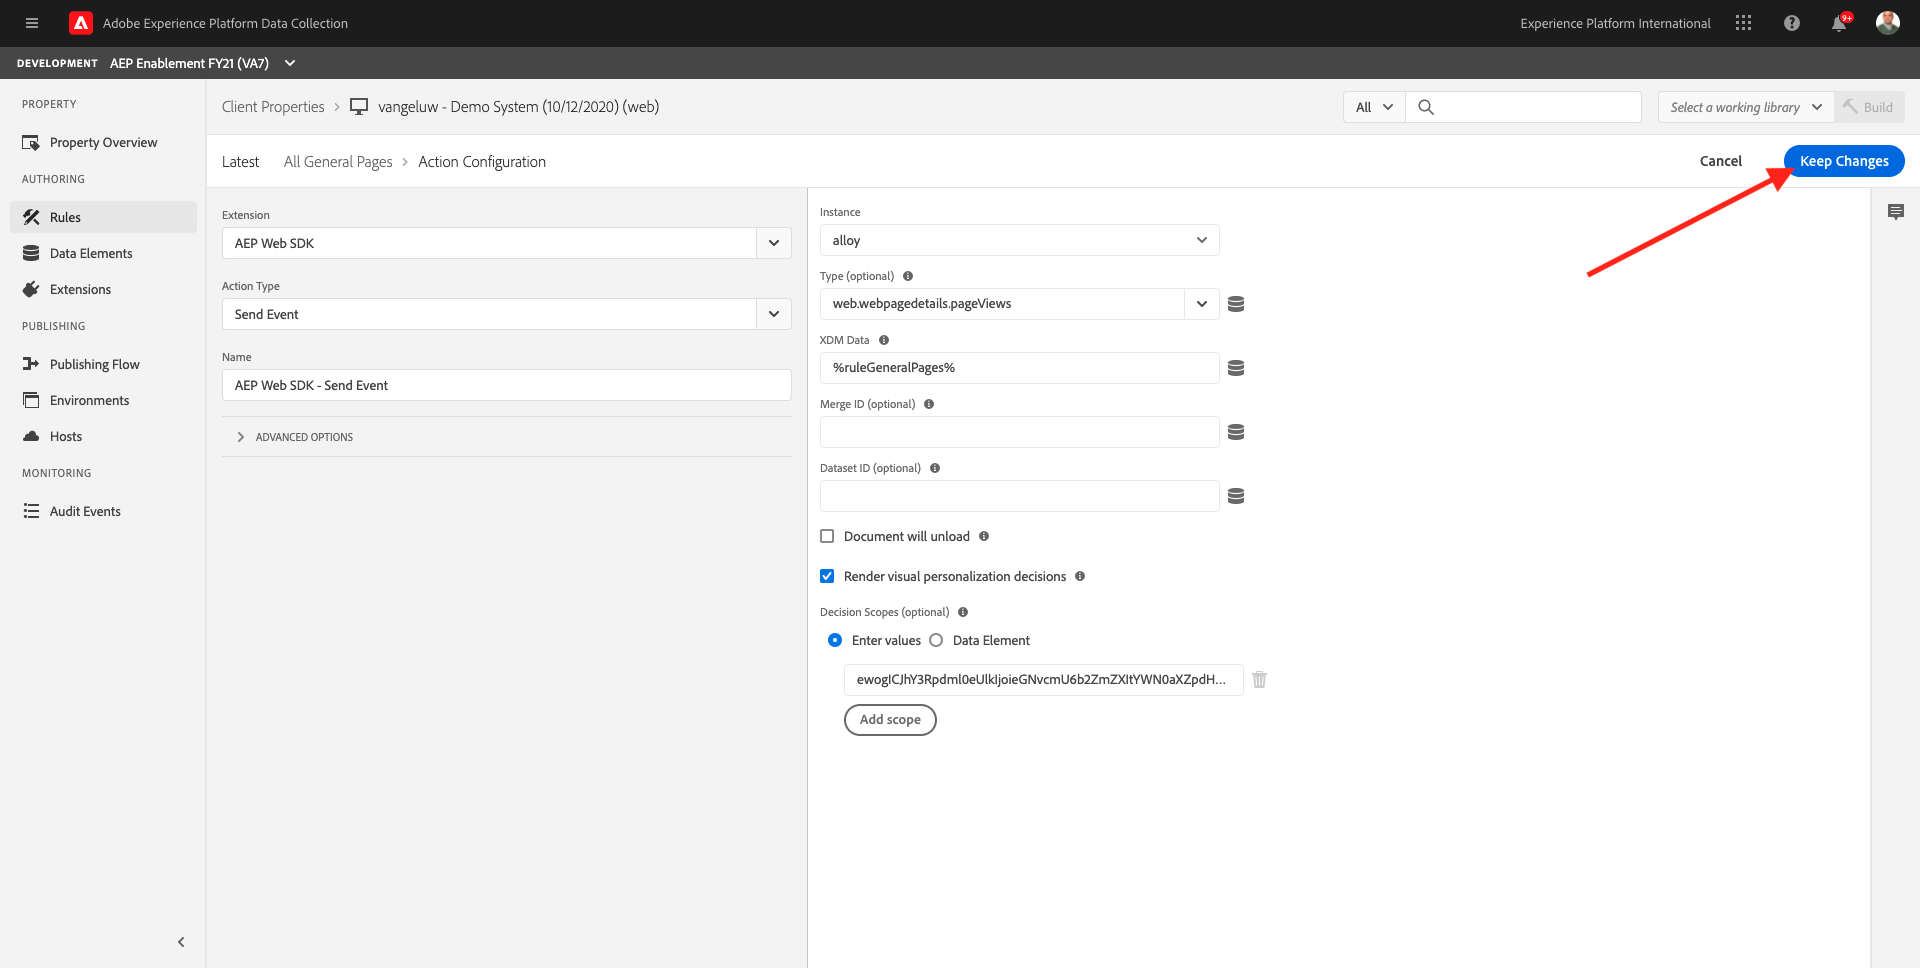 Adobe Experience Platform Data Collection
Experience Platform International
9+
DEVELOPMENT AEP Enablement FY21 (VA7)
PROPERTY
Property Overview
AUTHORING
Rules
Data Elements
Extensions
PUBLISHING
Publishing Flow
Environments
Hosts
MONITORING
Audit Events
Client Properties > vangeluw - Demo System (10/12/2020) (web)
All
Select a working library
Build
Latest All General Pages > Action Configuration
Cancel
Keep Changes
Extension
AEP Web SDK
Action Type
Send Event
Name
AEP Web SDK - Send Event
ADVANCED OPTIONS
Instance
alloy
Type (optional)
web.webpagedetails.pageViews
XDM Data
%ruleGeneralPages%
Merge ID (optional)
Dataset ID (optional)
Document will unload
Render visual personalization decisions
Decision Scopes (optional)
Enter values Data Element
ewogICJhY3Rpdml0eUlkIjoieGNvcmU6b2ZmZXItYWN0aXZpdH...
Add scope